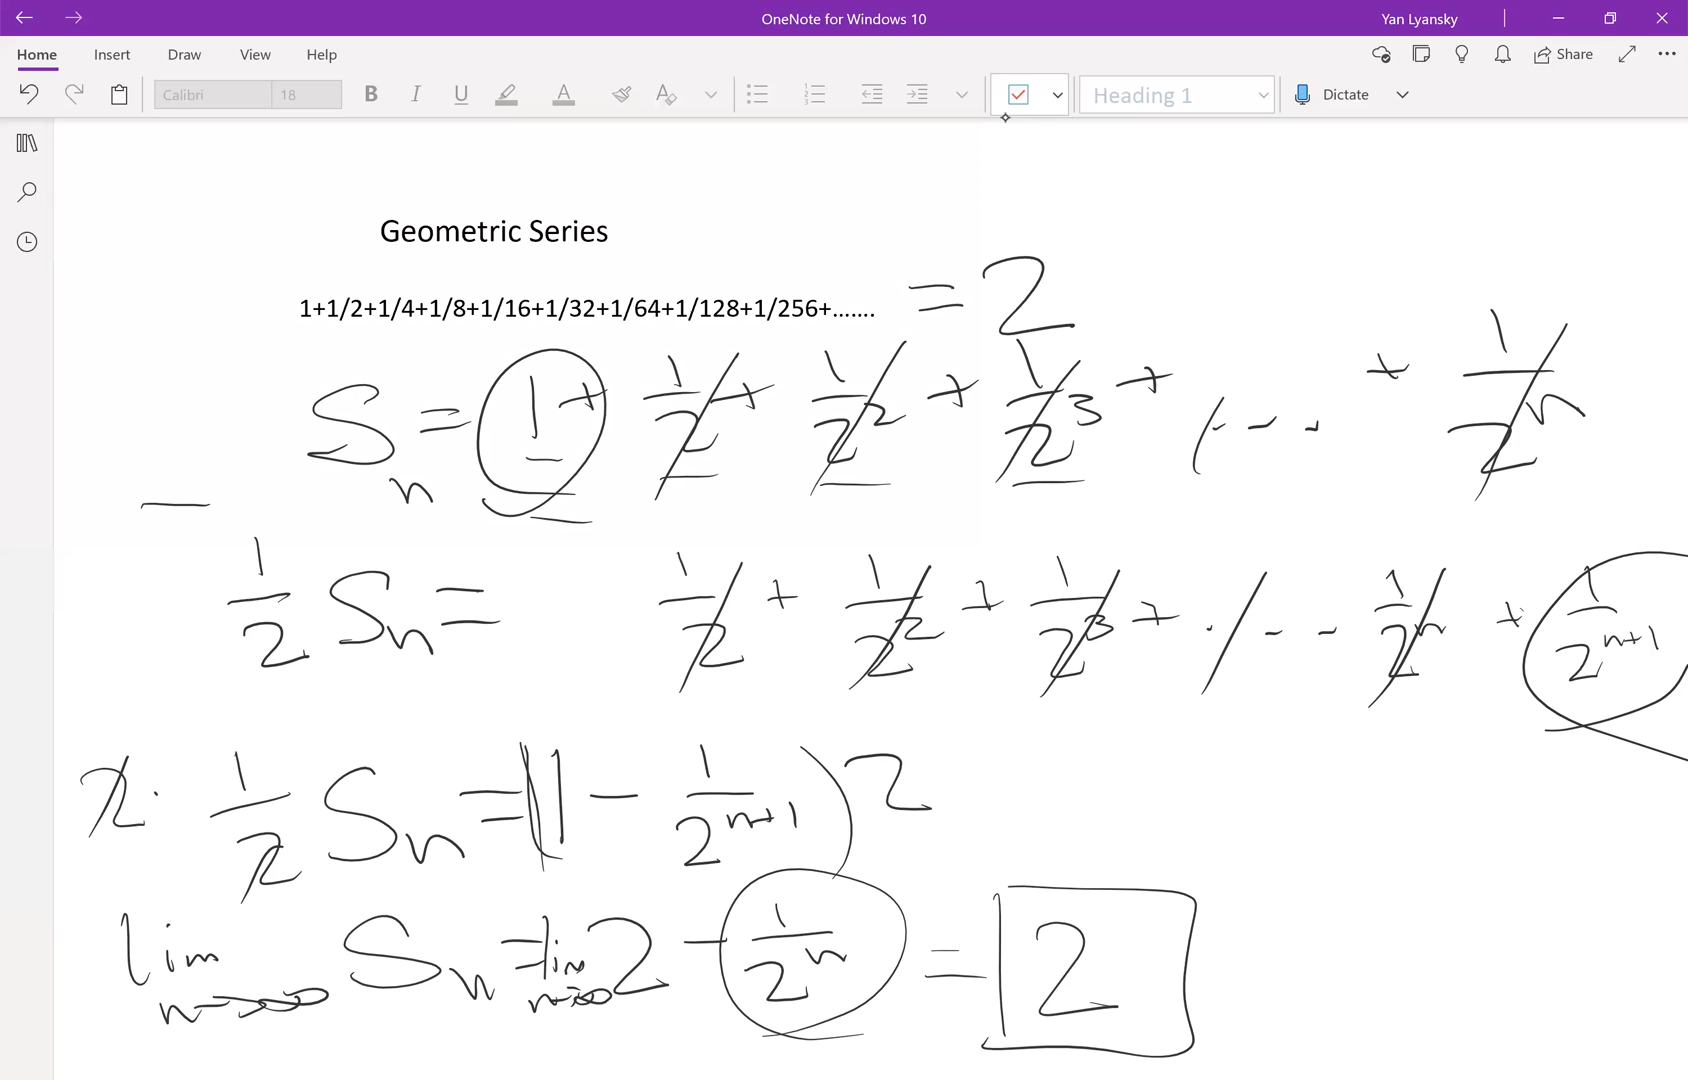 OneNote for Windows 10 Yan Lyansky
Home Insert Draw View Help Share
Calibri 18 B I U A Heading 1 Dictate
Geometric Series
1+1/2+1/4+1/8+1/16+1/32+1/64+1/128+1/256+....... = 2
Sₙ = 1 + 1/2 + 1/2² + 1/2³ + ... + 1/2ⁿ
−
1/2 Sₙ = 1/2 + 1/2² + 1/2³ + ... 1/2ⁿ + 1/2ⁿ⁺¹
2 · 1/2 Sₙ = (1 − 1/2ⁿ⁺¹) 2
lim n→∞ Sₙ = lim n→∞ 2 − 1/2ⁿ = 2